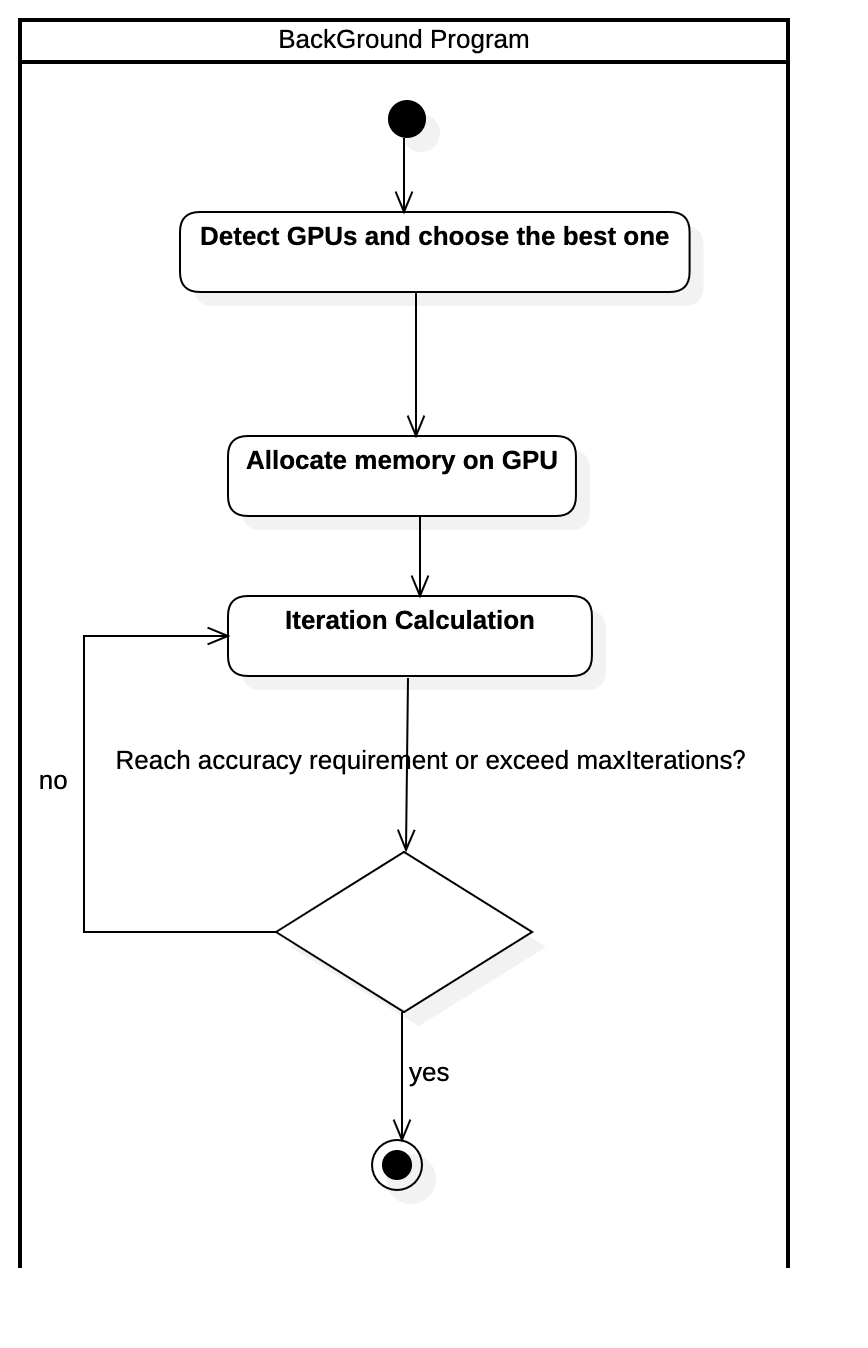 BackGround Program
Detect GPUs and choose the best one
Allocate memory on GPU
Iteration Calculation
Reach accuracy requirement or exceed maxIterations?
no
yes